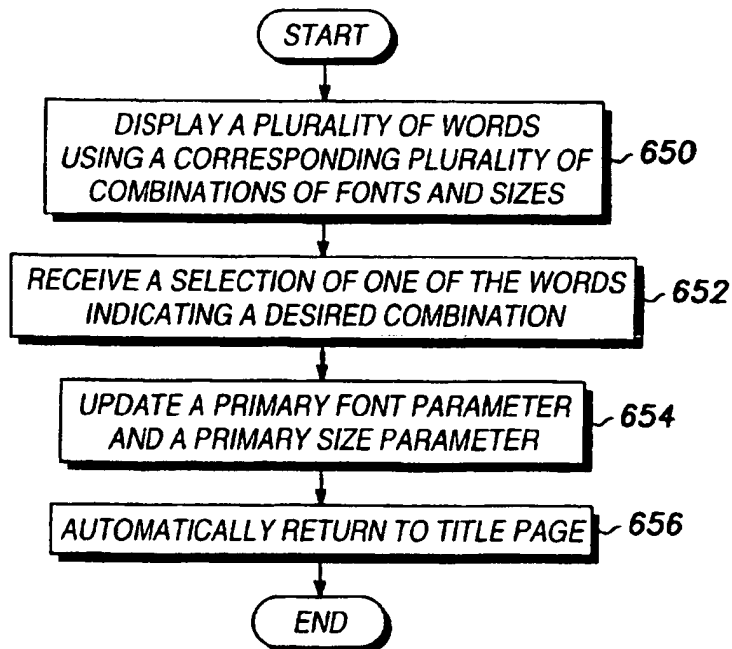 START
DISPLAY A PLURALITY OF WORDS
USING A CORRESPONDING PLURALITY OF
COMBINATIONS OF FONTS AND SIZES
650
RECEIVE A SELECTION OF ONE OF THE WORDS
INDICATING A DESIRED COMBINATION
652
UPDATE A PRIMARY FONT PARAMETER
AND A PRIMARY SIZE PARAMETER
654
AUTOMATICALLY RETURN TO TITLE PAGE
656
END